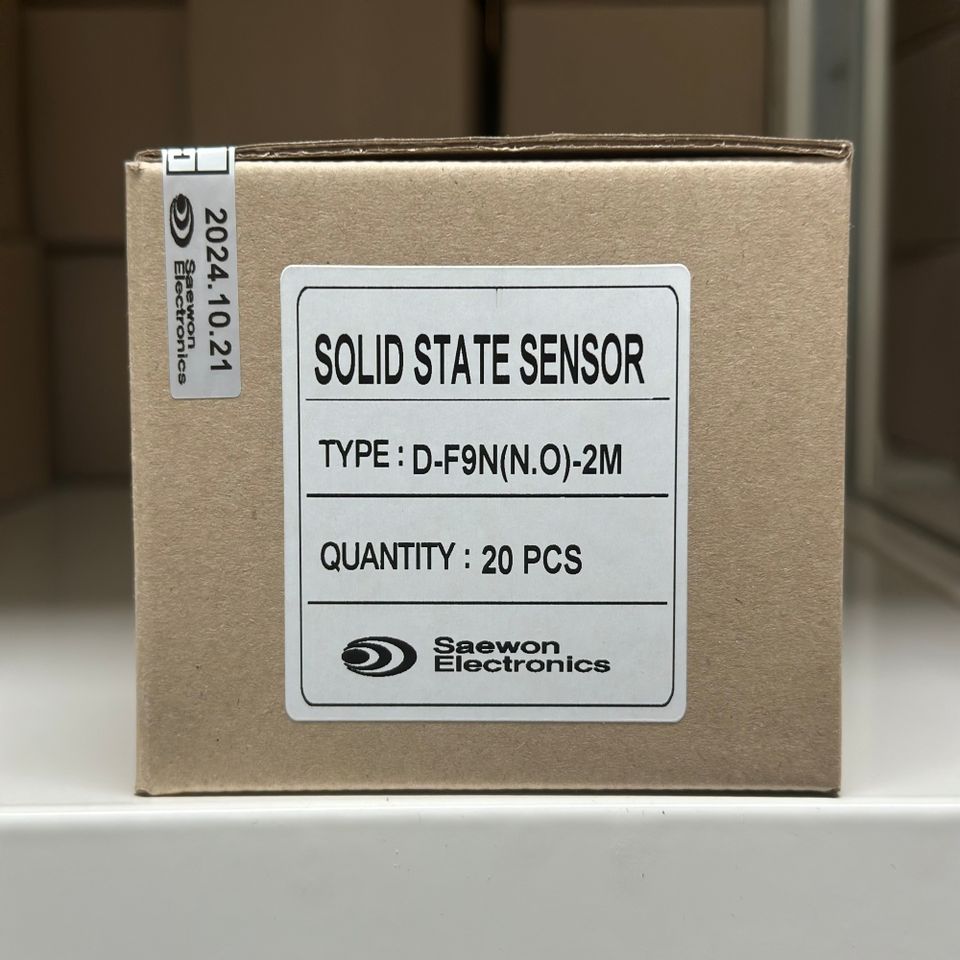 2024.10.21
Saewon
Electronics
SOLID STATE SENSOR
TYPE : D-F9N(N.O)-2M
QUANTITY : 20 PCS
Saewon
Electronics